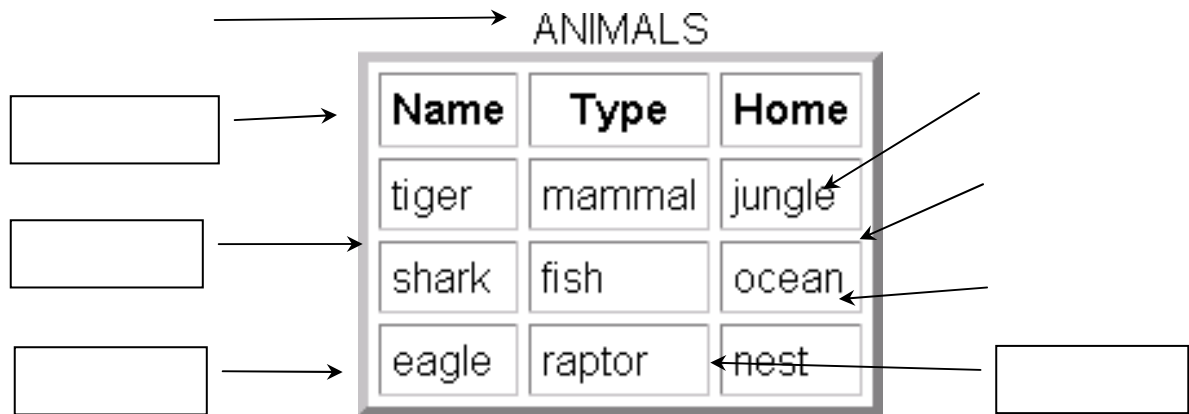 ANIMALS
Name Type Home
tiger mammal jungle
shark fish ocean
eagle raptor nest